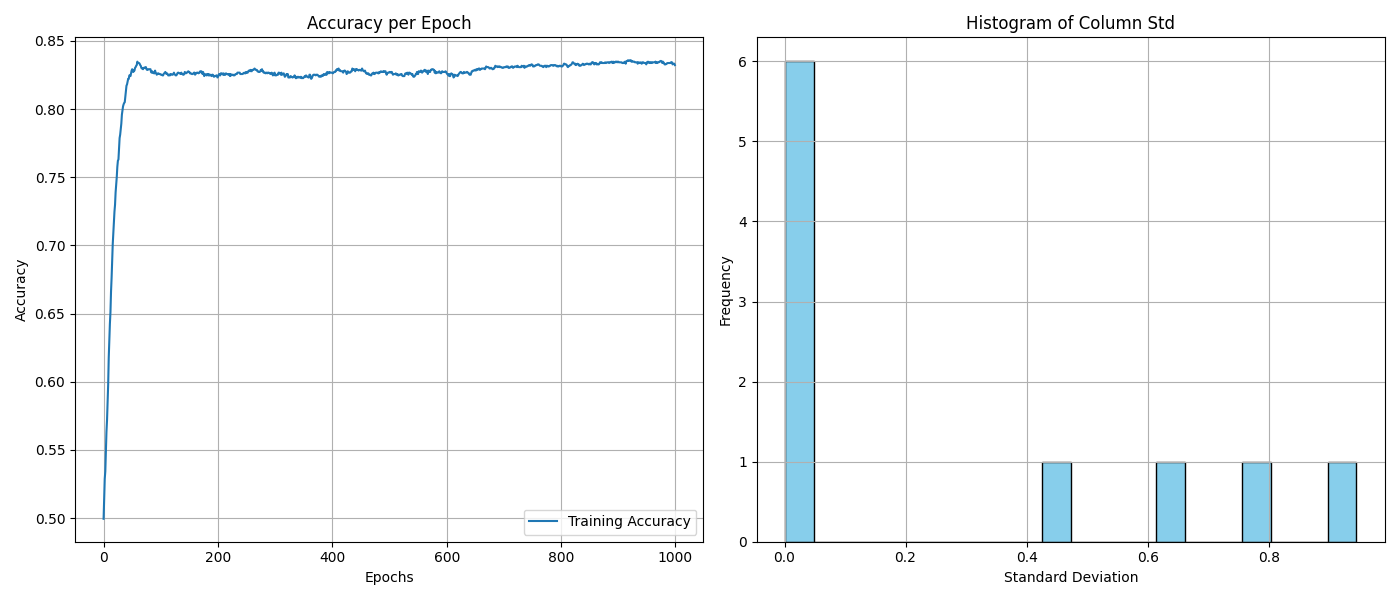 Accuracy per Epoch
Accuracy
0.85
0.80
0.75
0.70
0.65
0.60
0.55
0.50
0 200 400 600 800 1000
Epochs
Training Accuracy
Histogram of Column Std
Frequency
6
5
4
3
2
1
0
0.0 0.2 0.4 0.6 0.8
Standard Deviation